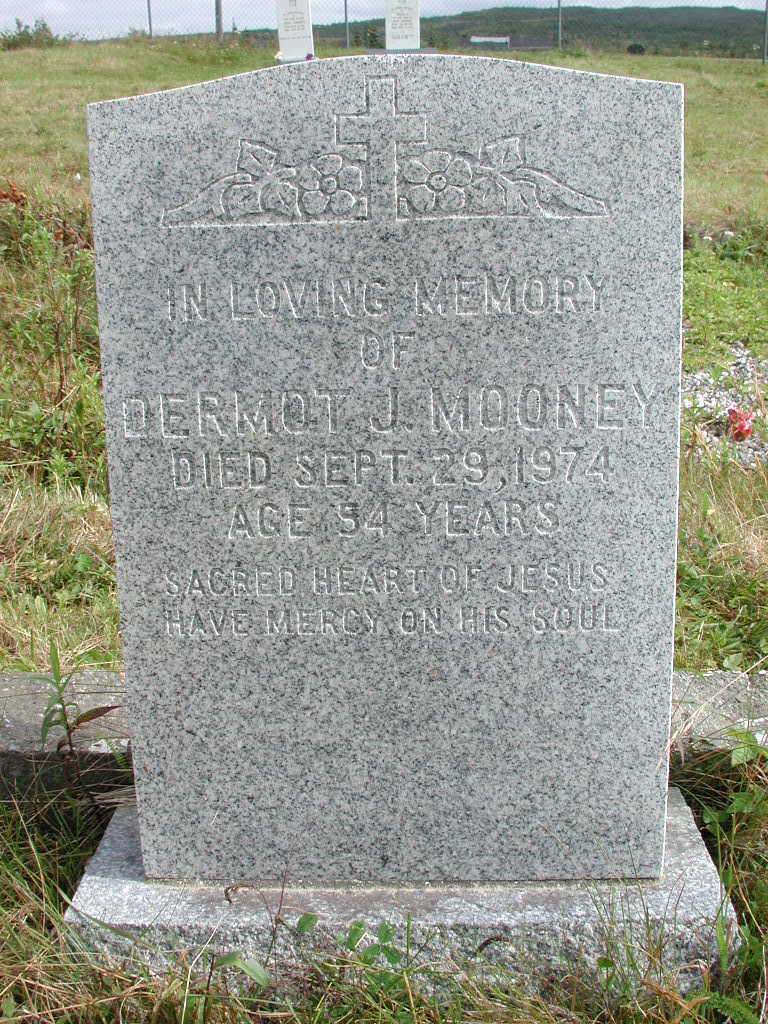 IN LOVING MEMORY
OF
DERMOT J. MOONEY
DIED SEPT. 29, 1974
AGE 54 YEARS
SACRED HEART OF JESUS
HAVE MERCY ON HIS SOUL